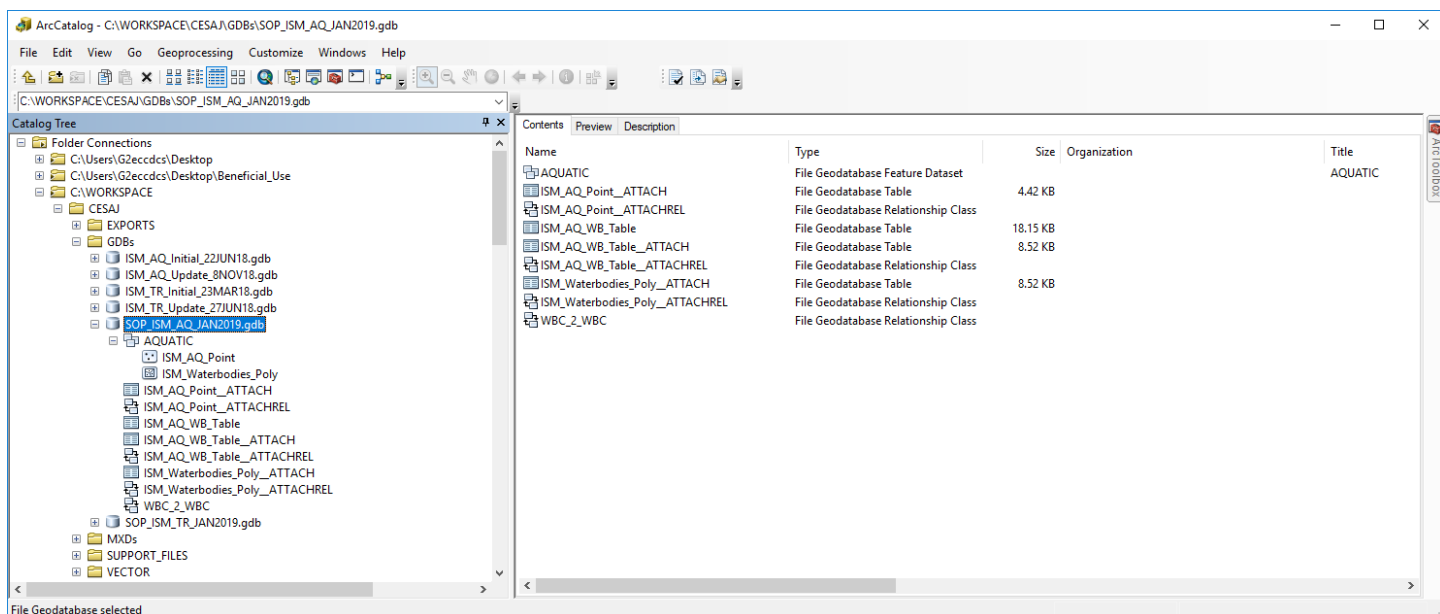 ArcCatalog - C:\WORKSPACE\CESAJ\GDBs\SOP_ISM_AQ_JAN2019.gdb
File Edit View Go Geoprocessing Customize Windows Help
C:\WORKSPACE\CESAJ\GDBs\SOP_ISM_AQ_JAN2019.gdb
Catalog Tree
Folder Connections
C:\Users\G2eccdcs\Desktop
C:\Users\G2eccdcs\Desktop\Beneficial_Use
C:\WORKSPACE
CESAJ
EXPORTS
GDBs
ISM_AQ_Initial_22JUN18.gdb
ISM_AQ_Update_8NOV18.gdb
ISM_TR_Initial_23MAR18.gdb
ISM_TR_Update_27JUN18.gdb
SOP_ISM_AQ_JAN2019.gdb
AQUATIC
ISM_AQ_Point
ISM_Waterbodies_Poly
ISM_AQ_Point__ATTACH
ISM_AQ_Point__ATTACHREL
ISM_AQ_WB_Table
ISM_AQ_WB_Table__ATTACH
ISM_AQ_WB_Table__ATTACHREL
ISM_Waterbodies_Poly__ATTACH
ISM_Waterbodies_Poly__ATTACHREL
WBC_2_WBC
SOP_ISM_TR_JAN2019.gdb
MXDs
SUPPORT_FILES
VECTOR
Contents Preview Description
Name Type Size Organization Title
AQUATIC File Geodatabase Feature Dataset AQUATIC
ISM_AQ_Point__ATTACH File Geodatabase Table 4.42 KB
ISM_AQ_Point__ATTACHREL File Geodatabase Relationship Class
ISM_AQ_WB_Table File Geodatabase Table 18.15 KB
ISM_AQ_WB_Table__ATTACH File Geodatabase Table 8.52 KB
ISM_AQ_WB_Table__ATTACHREL File Geodatabase Relationship Class
ISM_Waterbodies_Poly__ATTACH File Geodatabase Table 8.52 KB
ISM_Waterbodies_Poly__ATTACHREL File Geodatabase Relationship Class
WBC_2_WBC File Geodatabase Relationship Class
ArcToolbox
File Geodatabase selected